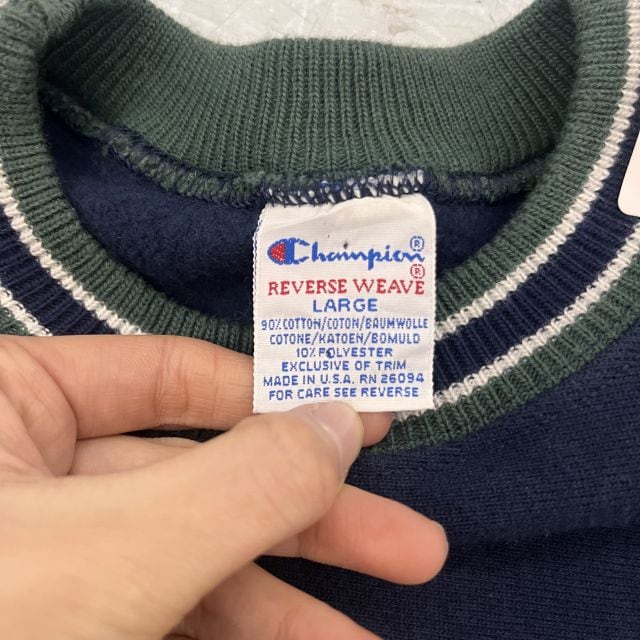 Champion®
REVERSE WEAVE®
LARGE
90% COTTON/COTON/BAUMWOLLE
COTONE/KATOEN/BOMULD
10% POLYESTER
EXCLUSIVE OF TRIM
MADE IN U.S.A. RN 26094
FOR CARE SEE REVERSE